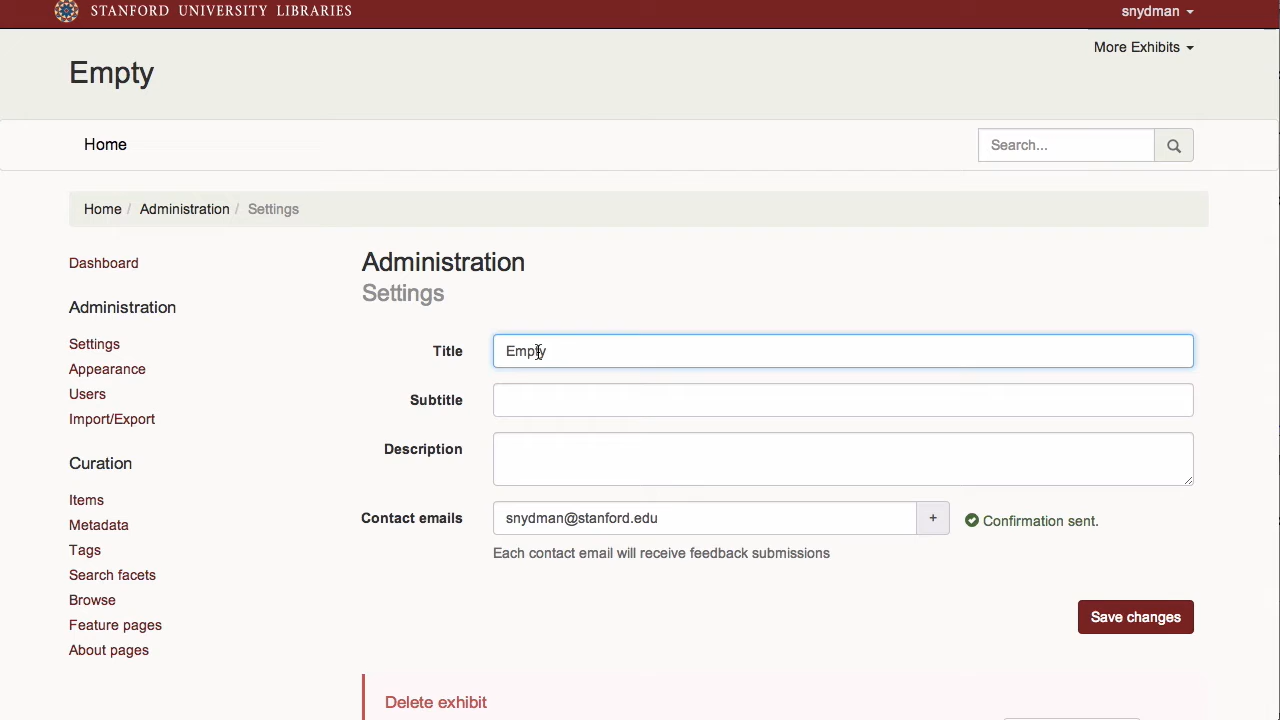 STANFORD UNIVERSITY LIBRARIES
snydman
More Exhibits
Empty
Home
Search...
Home / Administration / Settings
Dashboard
Administration
Settings
Appearance
Users
Import/Export
Curation
Items
Metadata
Tags
Search facets
Browse
Feature pages
About pages
Administration
Settings
Title Empty
Subtitle
Description
Contact emails snydman@stanford.edu + Confirmation sent.
Each contact email will receive feedback submissions
Save changes
Delete exhibit